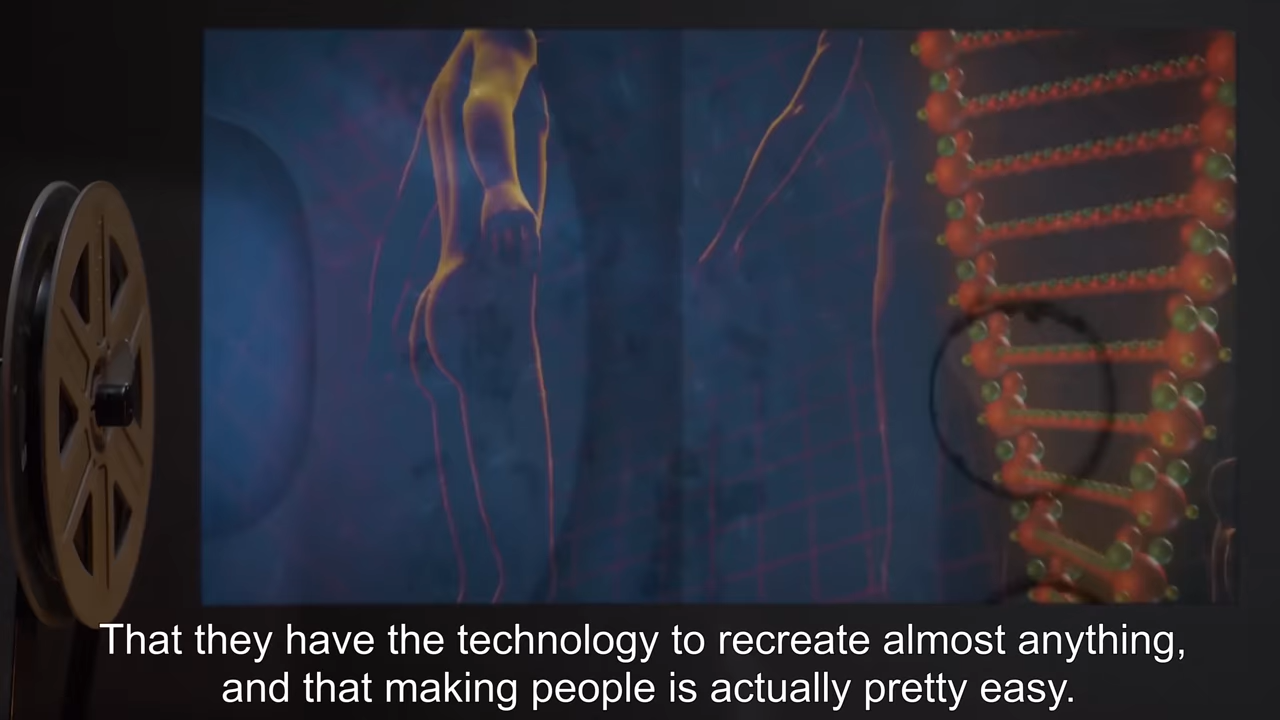 That they have the technology to recreate almost anything,
and that making people is actually pretty easy.